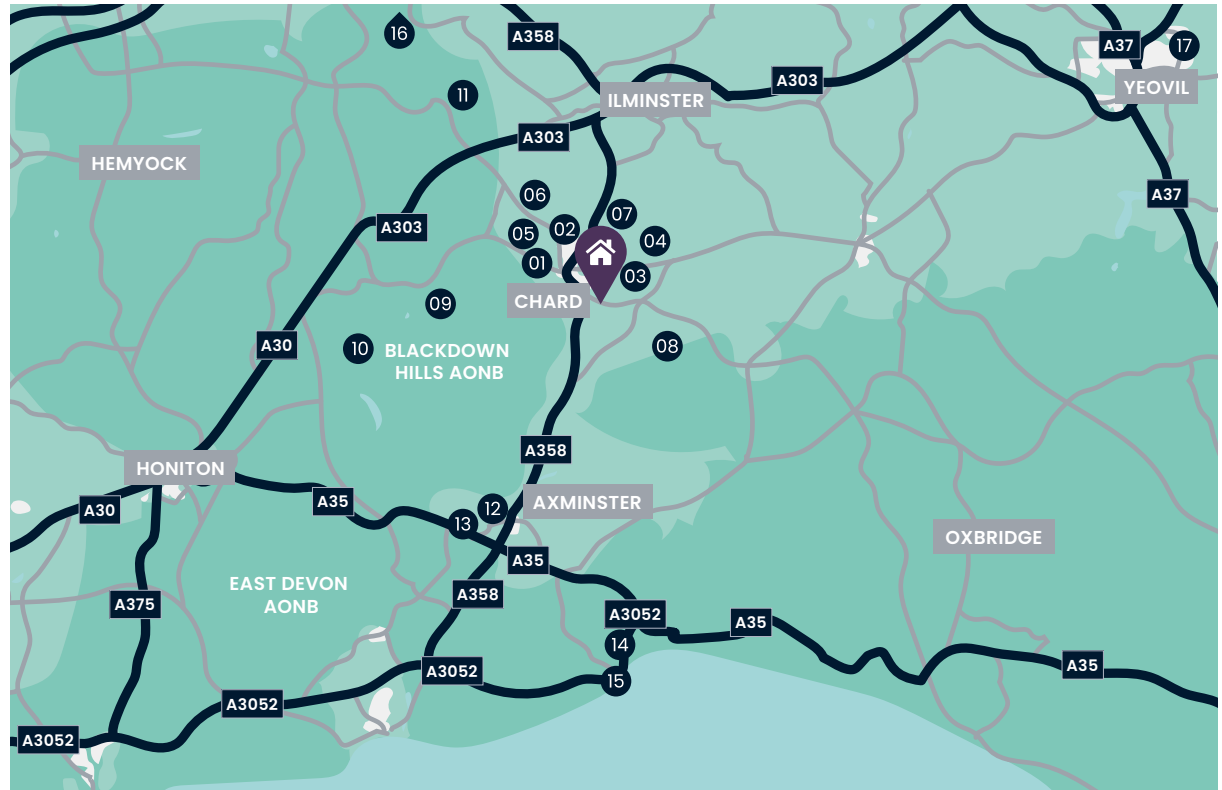 16
A358
A37
17
11
ILMINSTER
A303
YEOVIL
A303
HEMYOCK
06
A37
07
A303
02
05
04
01
03
CHARD
09
A30
10
BLACKDOWN
HILLS AONB
08
A358
HONITON
A35
AXMINSTER
12
A30
13
OXBRIDGE
A35
EAST DEVON
AONB
A358
A375
A3052
A35
14
A3052
A35
15
A3052
A3052